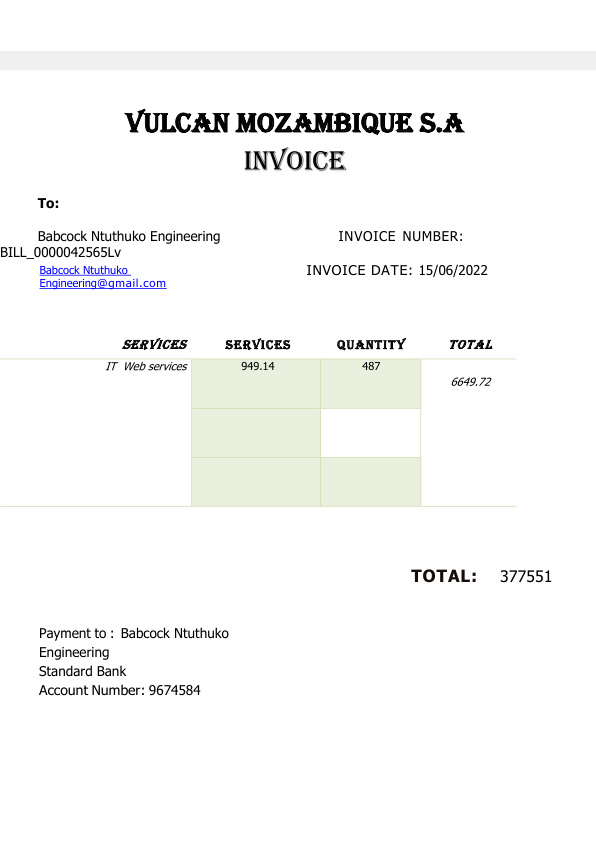 VULCAN MOZAMBIQUE S.A
INVOICE
To:
Babcock Ntuthuko Engineering INVOICE NUMBER:
BILL_0000042565Lv
Babcock Ntuthuko
Engineering@gmail.com
INVOICE DATE: 15/06/2022
SERVICES SERVICES QUANTITY TOTAL
IT Web services 949.14 487
6649.72
TOTAL: 377551
Payment to : Babcock Ntuthuko
Engineering
Standard Bank
Account Number: 9674584